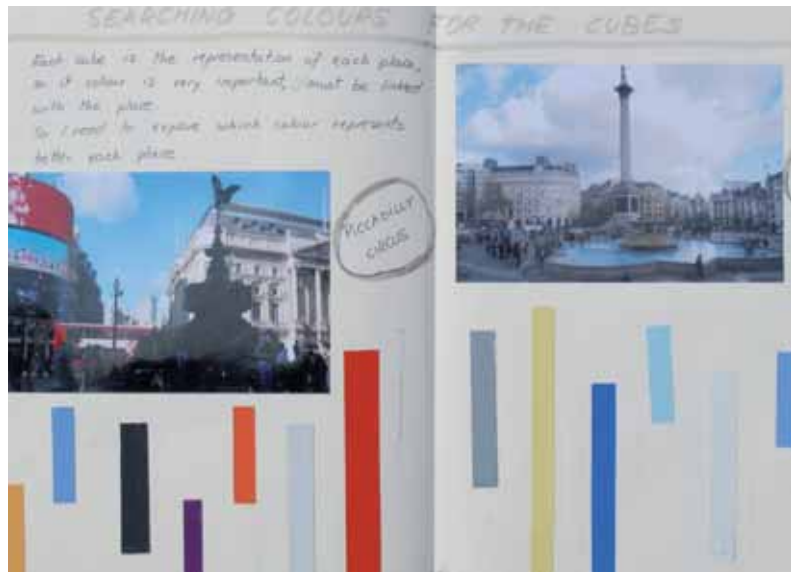 SEARCHING COLOURS FOR THE CUBES
Each cube is the representation of each place,
so it colour is very important, must be linked
with the place.
So I need to explore which colour represents
better each place
PICCADILLY
CIRCUS